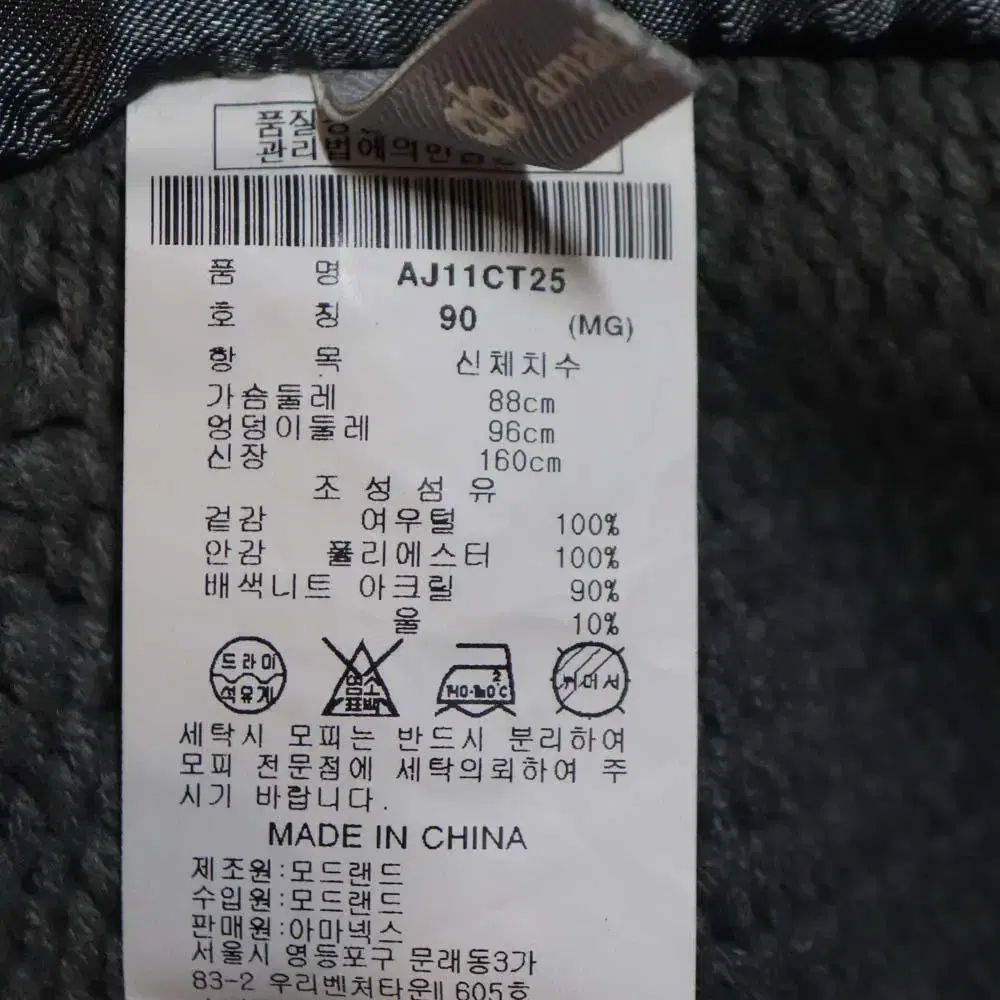 품질
관리법에의한
품 명 AJ11CT25
호 칭 90 (MG)
항 목 신체치수
가슴둘레 88cm
엉덩이둘레 96cm
신장 160cm
조 성 섬 유
겉감 여우털 100%
안감 폴리에스터 100%
배색니트 아크릴 90%
울 10%
드라이
석유계
염소
표백
2
140-160℃
세탁시 모피는 반드시 분리하여
모피 전문점에 세탁의뢰하여 주
시기 바랍니다.
MADE IN CHINA
제조원:모드랜드
수입원:모드랜드
판매원:아마넥스
서울시 영등포구 문래동3가
83-2 우리벤처타운II 605호